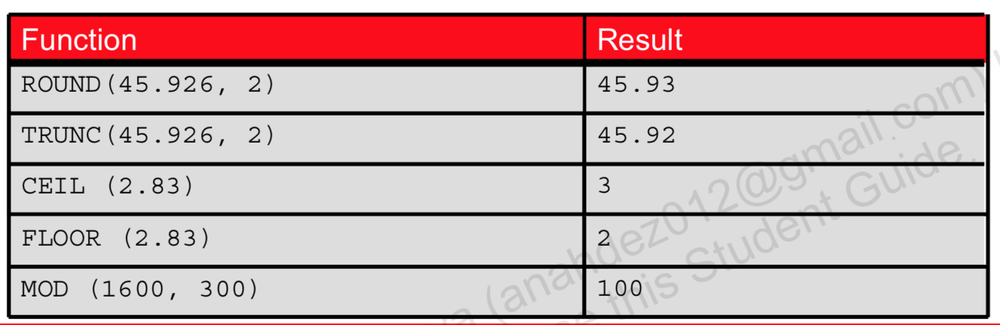 Function Result
ROUND(45.926, 2) 45.93
TRUNC(45.926, 2) 45.92
CEIL (2.83) 3
FLOOR (2.83) 2
MOD (1600, 300) 100
(anahdez012@gmail.com)
this Student Guide.